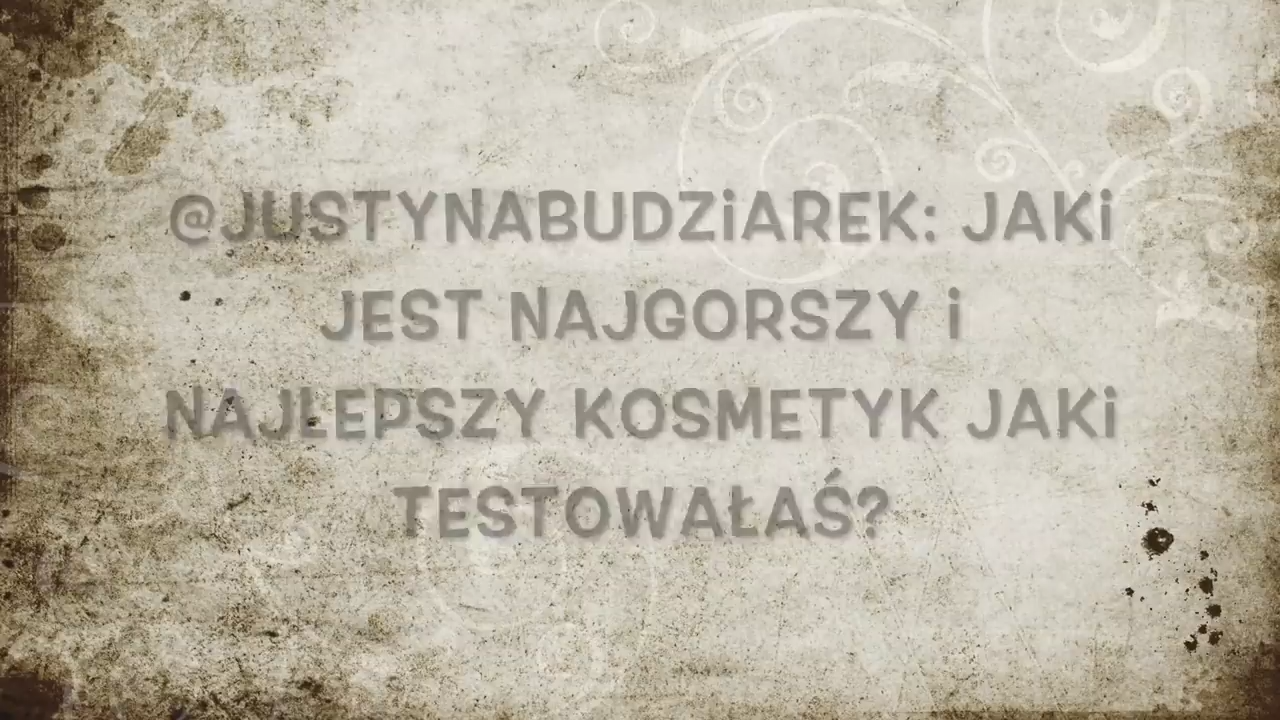 @JUSTYNABUDZiAREK: JAKi
JEST NAJGORSZY i
NAJLEPSZY KOSMETYK JAKi
TESTOWAŁAŚ?